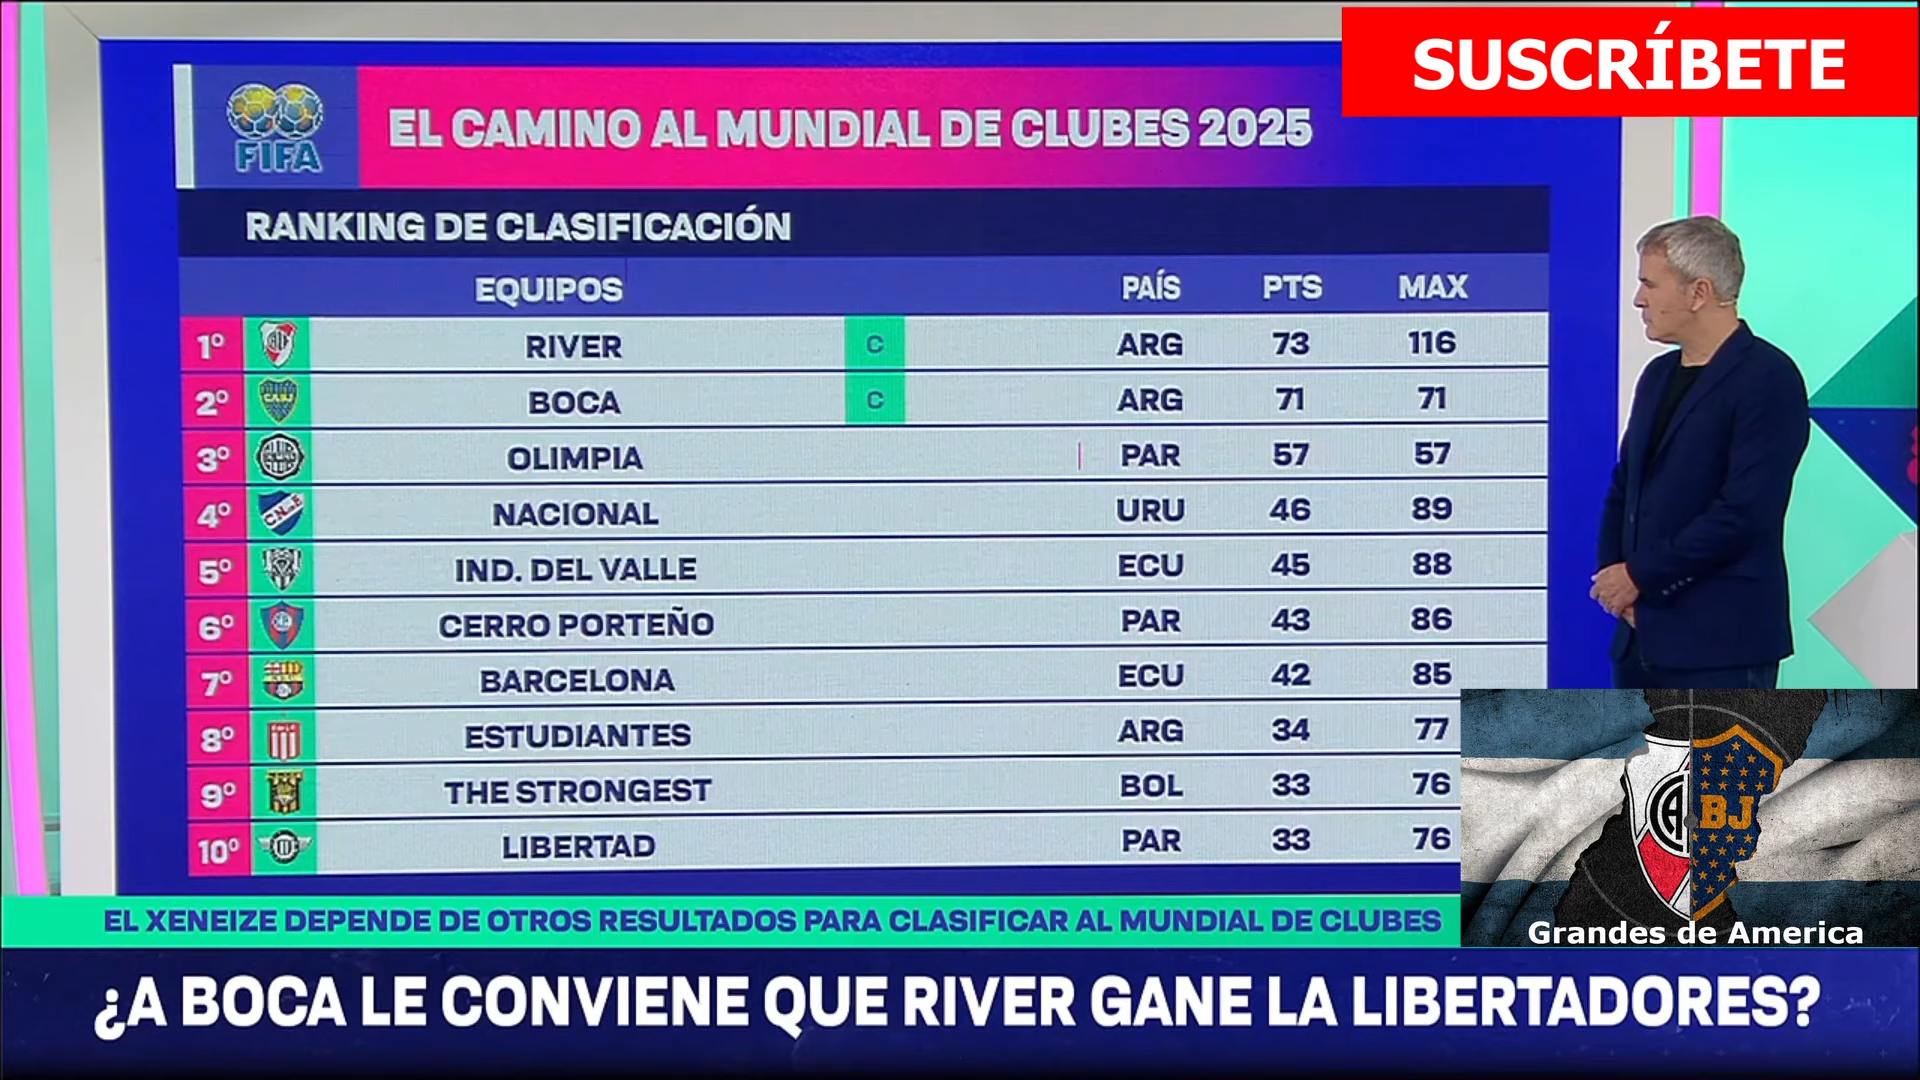 SUSCRÍBETE
FIFA
EL CAMINO AL MUNDIAL DE CLUBES 2025
RANKING DE CLASIFICACIÓN
EQUIPOS PAÍS PTS MAX
1º RIVER C ARG 73 116
2º BOCA C ARG 71 71
3º OLIMPIA PAR 57 57
4º NACIONAL URU 46 89
5º IND. DEL VALLE ECU 45 88
6º CERRO PORTEÑO PAR 43 86
7º BARCELONA ECU 42 85
8º ESTUDIANTES ARG 34 77
9º THE STRONGEST BOL 33 76
10º LIBERTAD PAR 33 76
BJ
Grandes de America
EL XENEIZE DEPENDE DE OTROS RESULTADOS PARA CLASIFICAR AL MUNDIAL DE CLUBES
¿A BOCA LE CONVIENE QUE RIVER GANE LA LIBERTADORES?